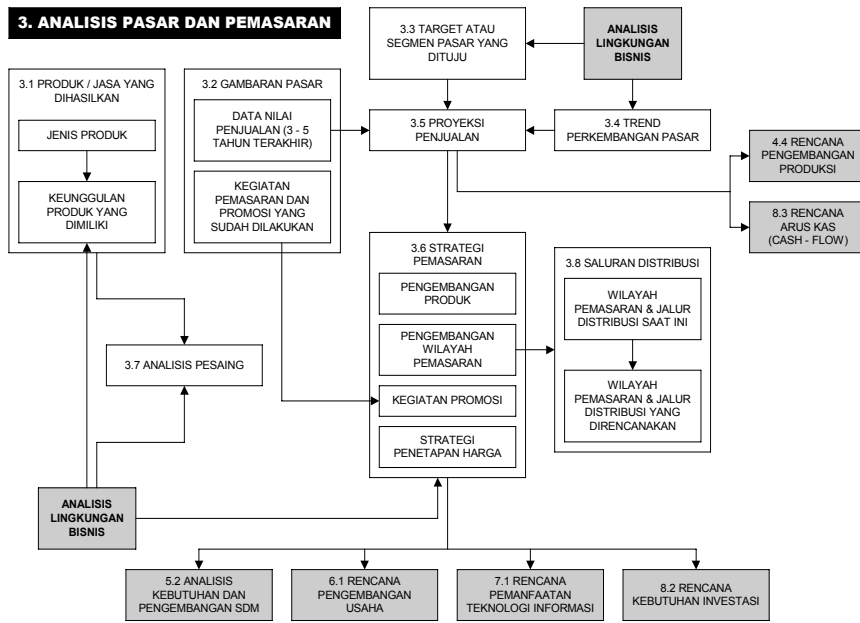 3. ANALISIS PASAR DAN PEMASARAN
3.1 PRODUK / JASA YANG
DIHASILKAN
JENIS PRODUK
KEUNGGULAN
PRODUK YANG
DIMILIKI
3.2 GAMBARAN PASAR
DATA NILAI
PENJUALAN (3 - 5
TAHUN TERAKHIR)
KEGIATAN
PEMASARAN DAN
PROMOSI YANG
SUDAH DILAKUKAN
3.3 TARGET ATAU
SEGMEN PASAR YANG
DITUJU
ANALISIS
LINGKUNGAN
BISNIS
3.5 PROYEKSI
PENJUALAN
3.4 TREND
PERKEMBANGAN PASAR
4.4 RENCANA
PENGEMBANGAN
PRODUKSI
8.3 RENCANA
ARUS KAS
(CASH - FLOW)
3.6 STRATEGI
PEMASARAN
PENGEMBANGAN
PRODUK
PENGEMBANGAN
WILAYAH
PEMASARAN
KEGIATAN PROMOSI
STRATEGI
PENETAPAN HARGA
3.8 SALURAN DISTRIBUSI
WILAYAH
PEMASARAN & JALUR
DISTRIBUSI SAAT INI
WILAYAH
PEMASARAN & JALUR
DISTRIBUSI YANG
DIRENCANAKAN
3.7 ANALISIS PESAING
ANALISIS
LINGKUNGAN
BISNIS
5.2 ANALISIS
KEBUTUHAN DAN
PENGEMBANGAN SDM
6.1 RENCANA
PENGEMBANGAN
USAHA
7.1 RENCANA
PEMANFAATAN
TEKNOLOGI INFORMASI
8.2 RENCANA
KEBUTUHAN INVESTASI